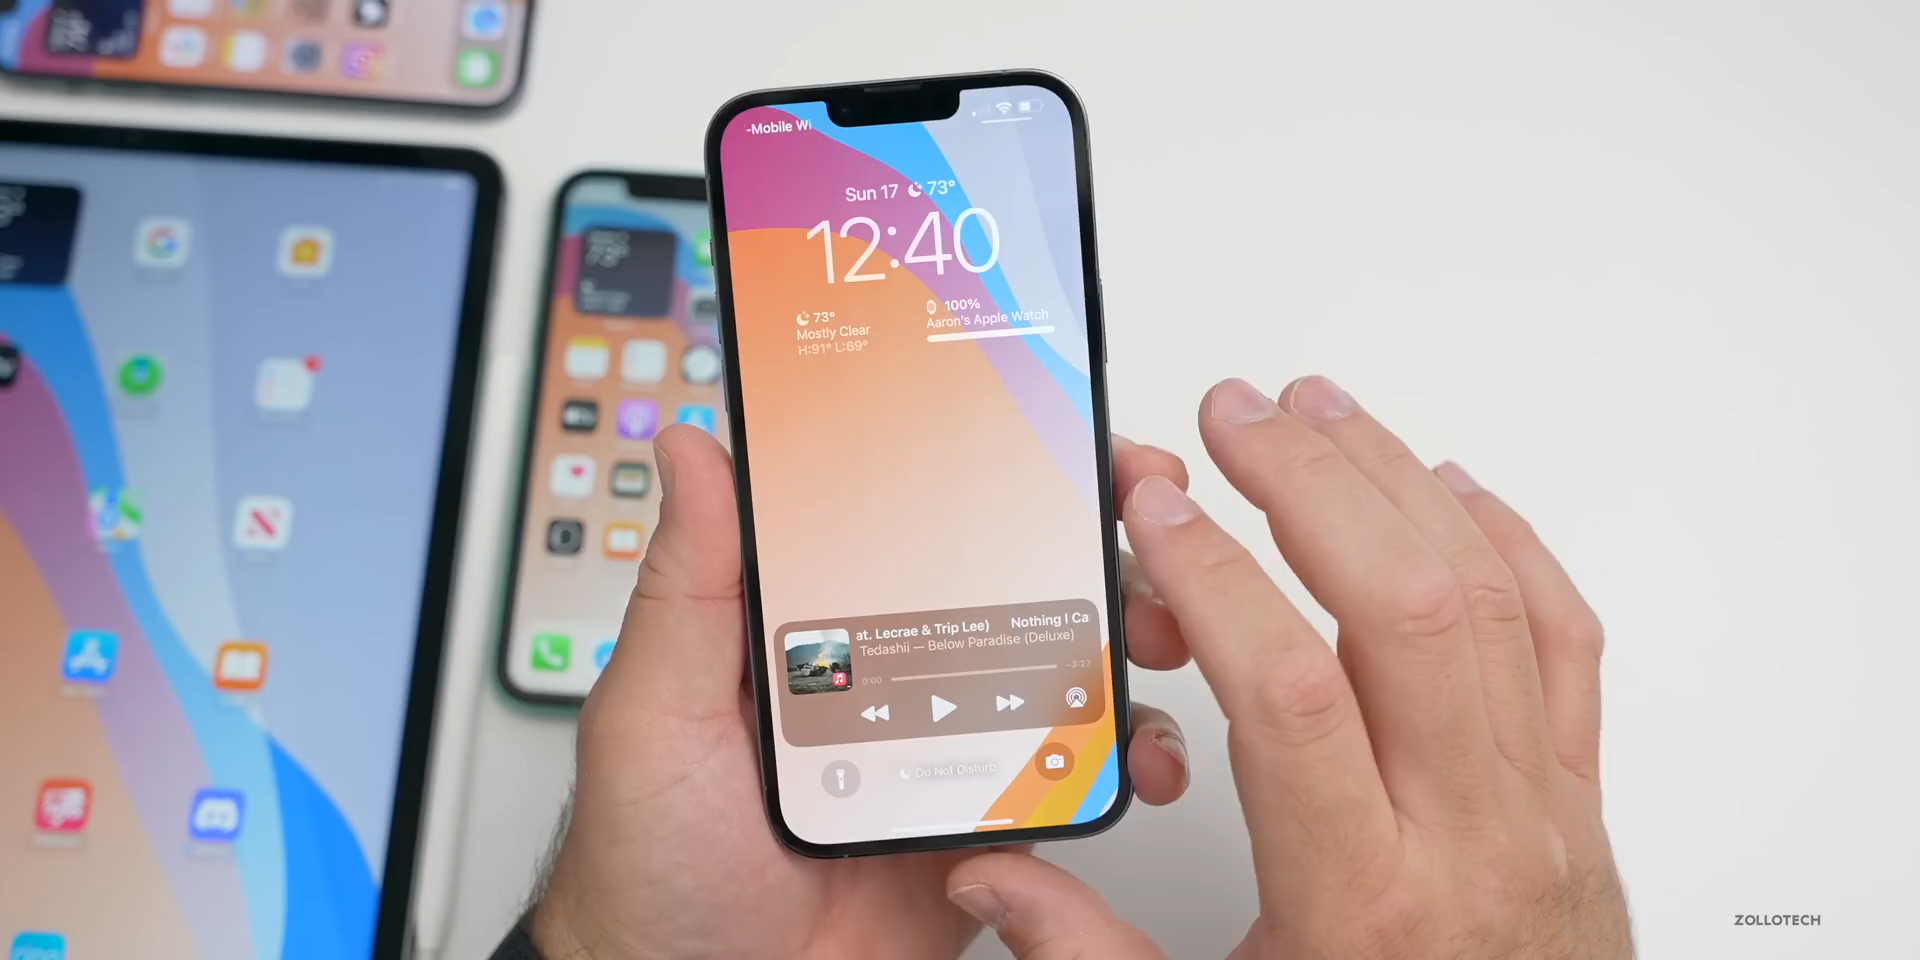 -Mobile Wi
Sun 17 73°
12:40
73°
Mostly Clear
H:91° L:69°
100%
Aaron's Apple Watch
at. Lecrae & Trip Lee) Nothing I Ca
Tedashii — Below Paradise (Deluxe)
0:00 -3:27
Do Not Disturb
ZOLLOTECH